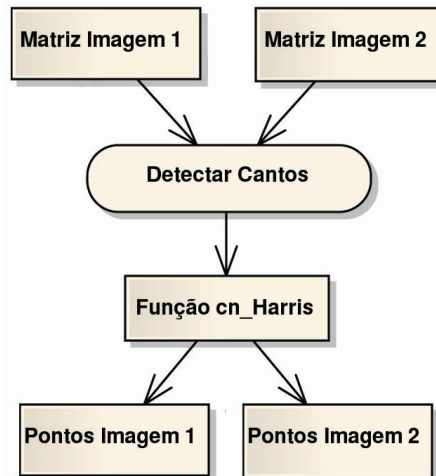 Matriz Imagem 1
Matriz Imagem 2
Detectar Cantos
Função cn_Harris
Pontos Imagem 1
Pontos Imagem 2